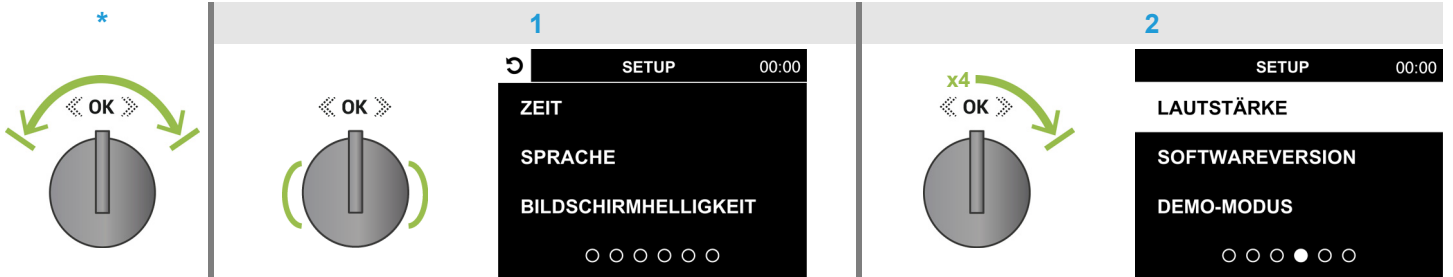 *
1
2
OK
OK
SETUP 00:00
ZEIT
SPRACHE
BILDSCHIRMHELLIGKEIT
x4
OK
SETUP 00:00
LAUTSTÄRKE
SOFTWAREVERSION
DEMO-MODUS